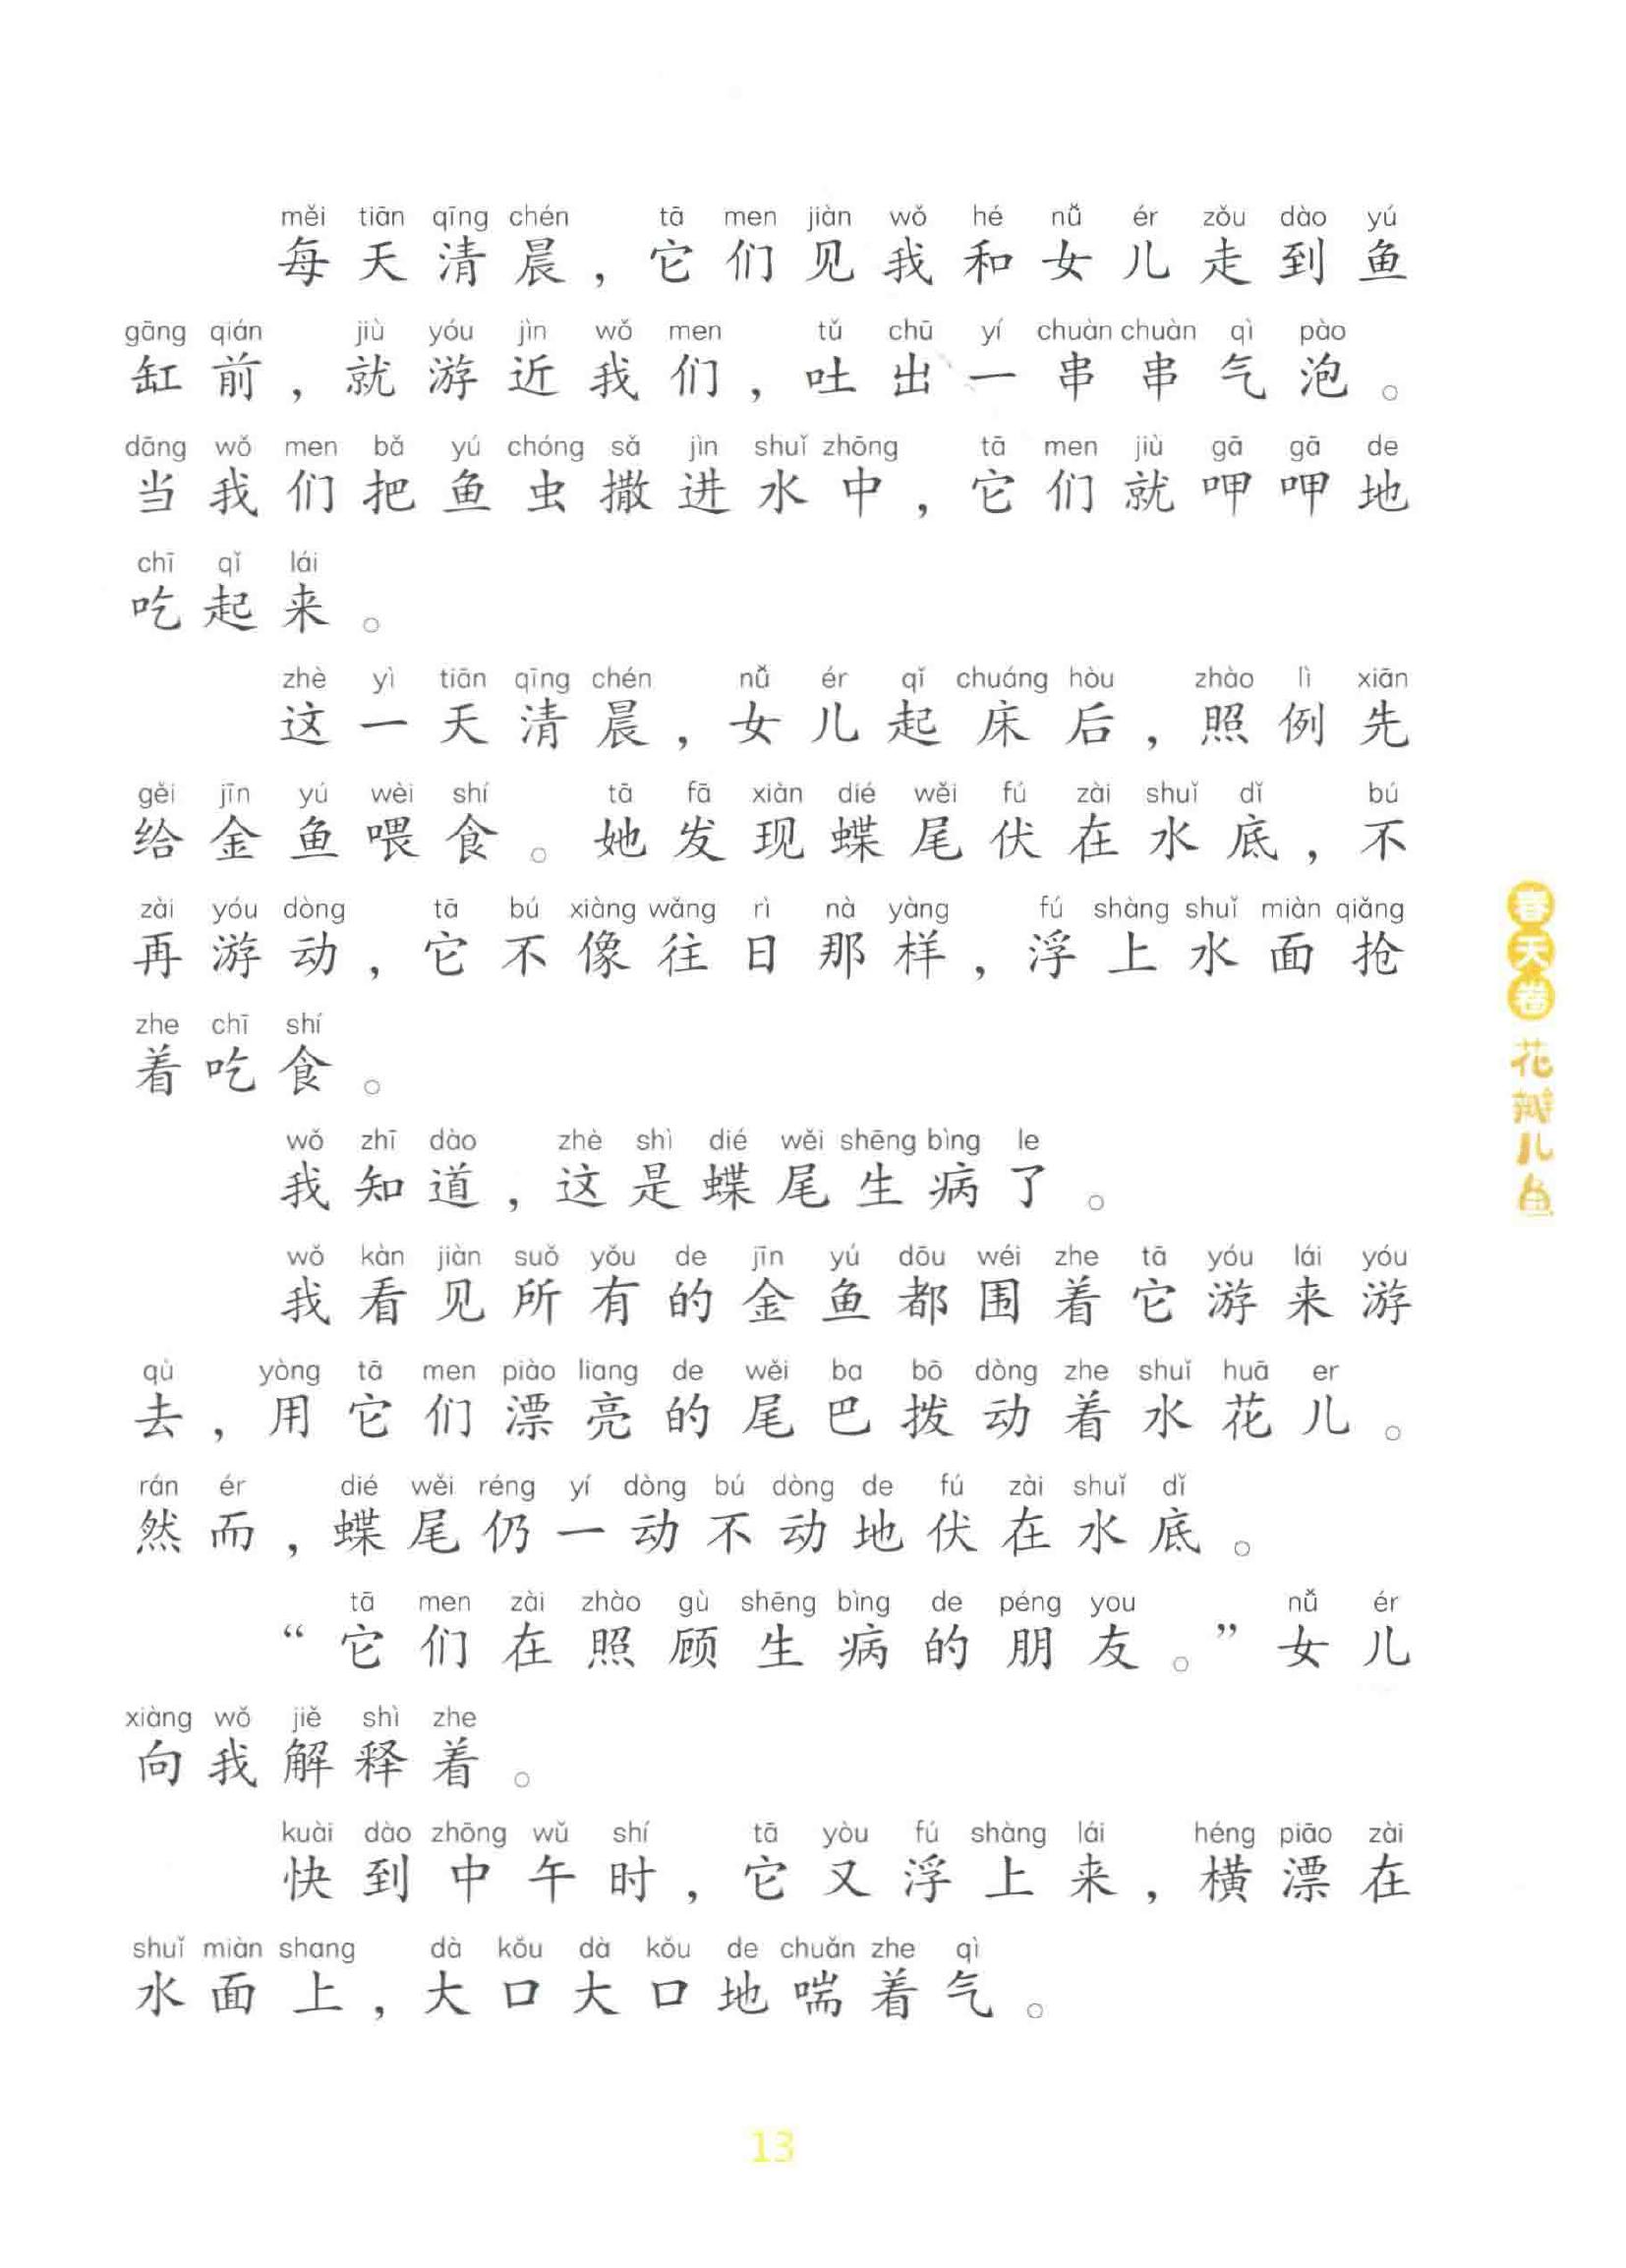 měi tiān qīng chén tā men jiàn wǒ hé nǚ ér zǒu dào yú
每天清晨，它们见我和女儿走到鱼
gāng qián jiù yóu jìn wǒ men tǔ chū yí chuàn chuàn qì pào
缸前，就游近我们，吐出一串串气泡。
dāng wǒ men bǎ yú chóng sǎ jìn shuǐ zhōng tā men jiù gā gā de
当我们把鱼虫撒进水中，它们就呷呷地
chī qǐ lái
吃起来。
zhè yì tiān qīng chén nǚ ér qǐ chuáng hòu zhào lì xiān
这一天清晨，女儿起床后，照例先
gěi jīn yú wèi shí tā fā xiàn dié wěi fú zài shuǐ dǐ bú
给金鱼喂食。她发现蝶尾伏在水底，不
zài yóu dòng tā bú xiàng wǎng rì nà yàng fú shàng shuǐ miàn qiǎng
再游动，它不像往日那样，浮上水面抢
zhe chī shí
着吃食。
wǒ zhī dào zhè shì dié wěi shēng bìng le
我知道，这是蝶尾生病了。
wǒ kàn jiàn suǒ yǒu de jīn yú dōu wéi zhe tā yóu lái yóu
我看见所有的金鱼都围着它游来游
qù yòng tā men piào liang de wěi ba bō dòng zhe shuǐ huā er
去，用它们漂亮的尾巴拨动着水花儿。
rán ér dié wěi réng yí dòng bú dòng de fú zài shuǐ dǐ
然而，蝶尾仍一动不动地伏在水底。
tā men zài zhào gù shēng bìng de péng you nǚ ér
“它们在照顾生病的朋友。”女儿
xiàng wǒ jiě shì zhe
向我解释着。
kuài dào zhōng wǔ shí tā yòu fú shàng lái héng piāo zài
快到中午时，它又浮上来，横漂在
shuǐ miàn shang dà kǒu dà kǒu de chuǎn zhe qì
水面上，大口大口地喘着气。
春天卷 花瓣儿鱼
13